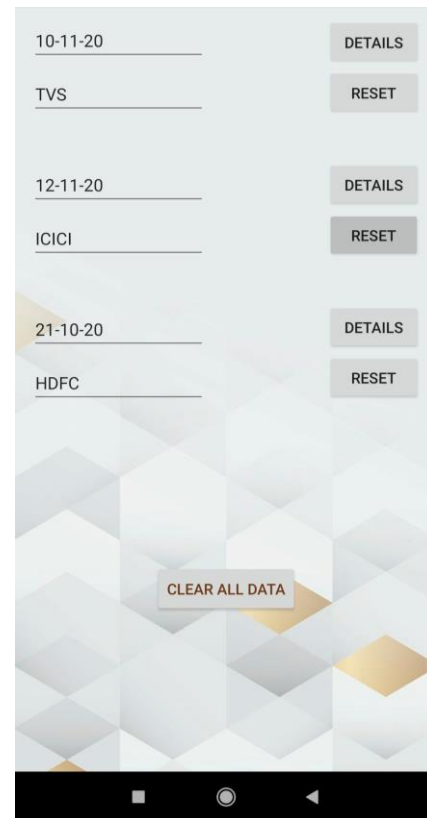 10-11-20 DETAILS
TVS RESET
12-11-20 DETAILS
ICICI RESET
21-10-20 DETAILS
HDFC RESET
CLEAR ALL DATA